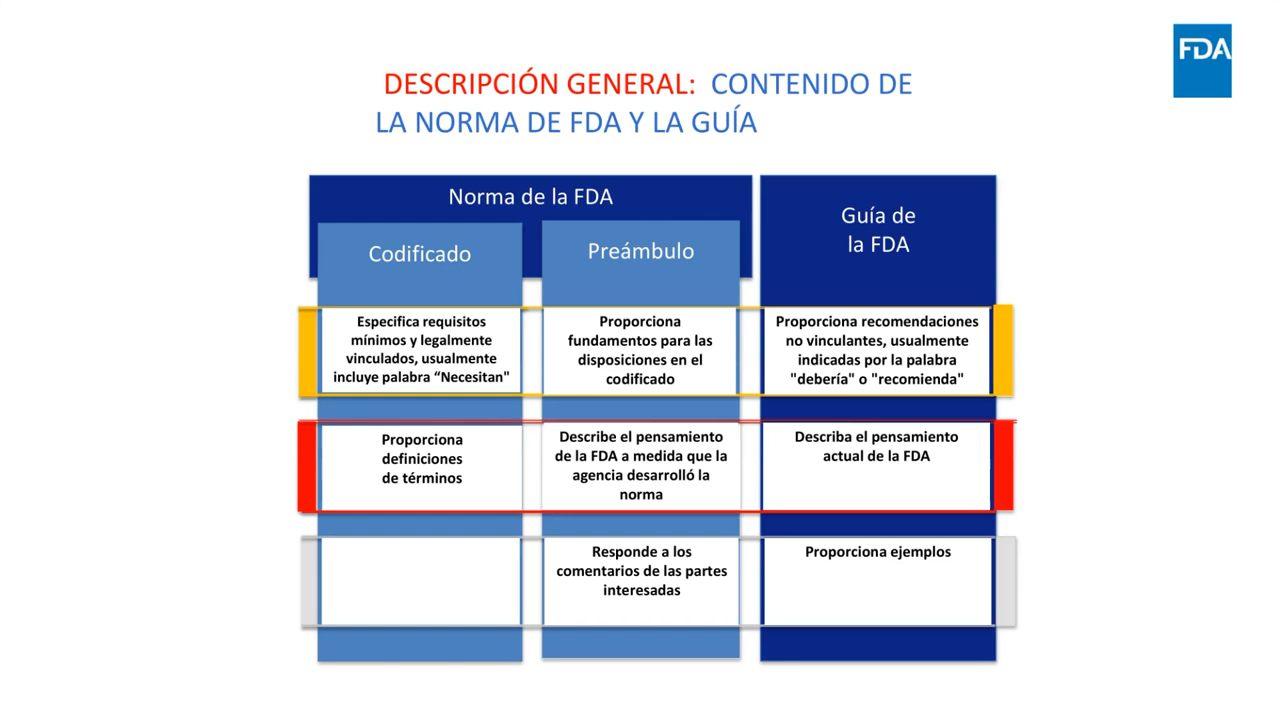 FDA
DESCRIPCIÓN GENERAL: CONTENIDO DE
LA NORMA DE FDA Y LA GUÍA
Norma de la FDA
Codificado
Preámbulo
Guía de
la FDA
Especifica requisitos
mínimos y legalmente
vinculados, usualmente
incluye palabra “Necesitan"
Proporciona
fundamentos para las
disposiciones en el
codificado
Proporciona recomendaciones
no vinculantes, usualmente
indicadas por la palabra
"debería" o "recomienda"
Proporciona
definiciones
de términos
Describe el pensamiento
de la FDA a medida que la
agencia desarrolló la
norma
Describa el pensamiento
actual de la FDA
Responde a los
comentarios de las partes
interesadas
Proporciona ejemplos